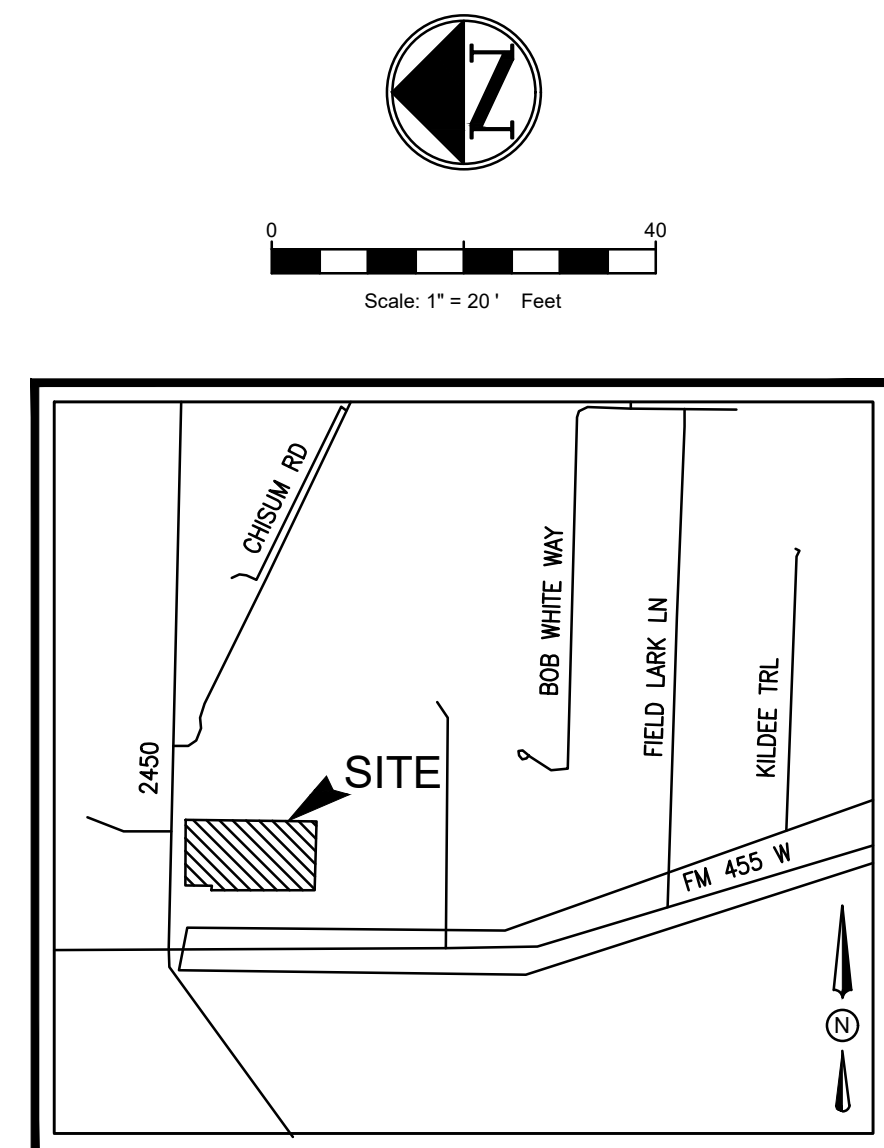 N
0 40
Scale: 1" = 20 ' Feet
CHISUM RD
BOB WHITE WAY
FIELD LARK LN
KILDEE TRL
2450
SITE
FM 455 W
N